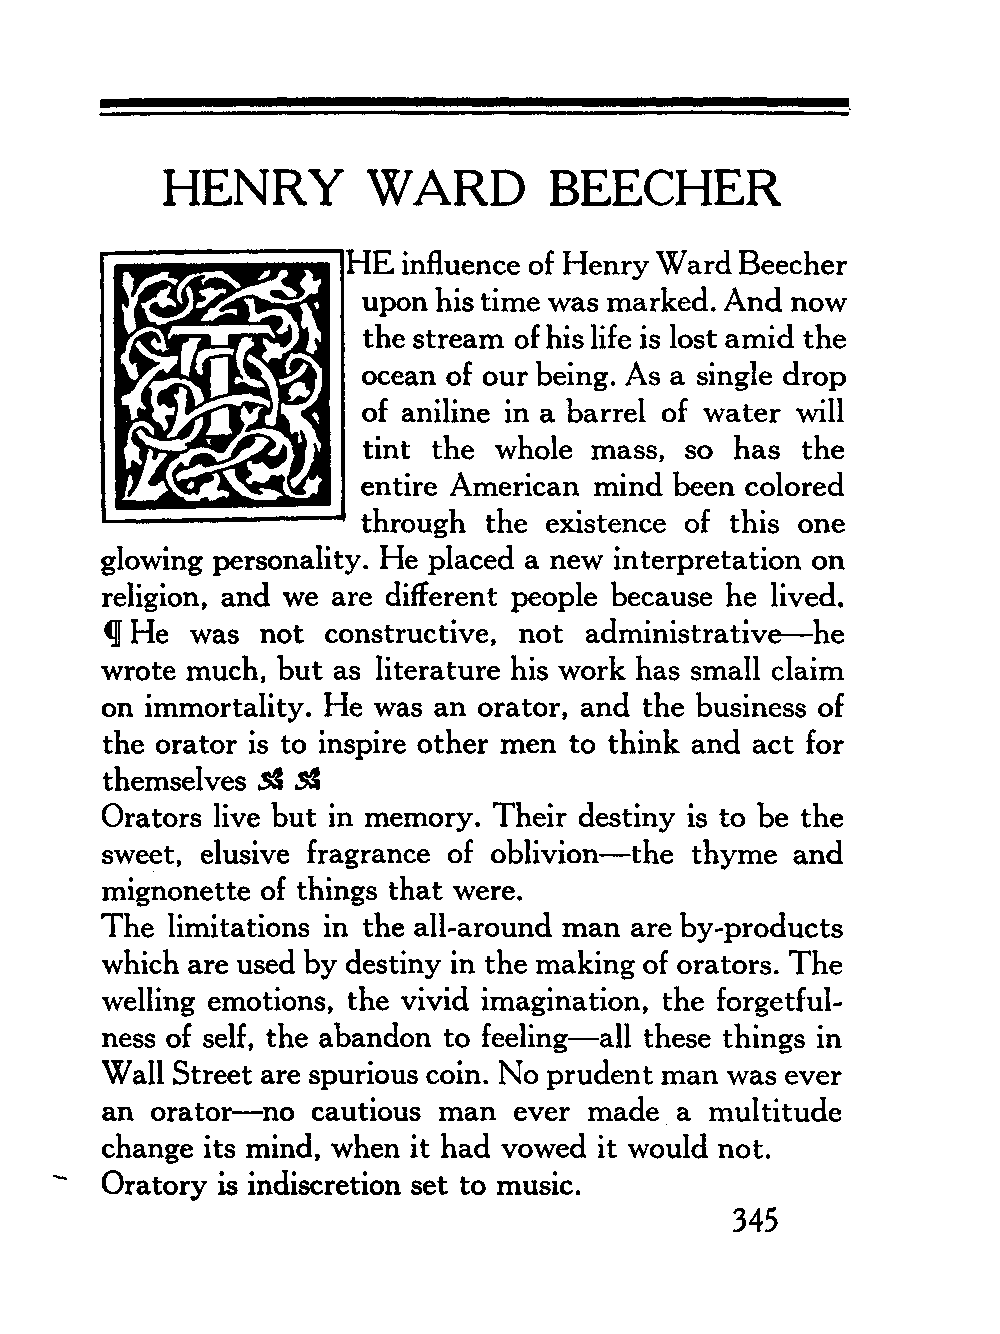 HENRY WARD BEECHER
THE influence of Henry Ward Beecher
upon his time was marked. And now
the stream of his life is lost amid the
ocean of our being. As a single drop
of aniline in a barrel of water will
tint the whole mass, so has the
entire American mind been colored
through the existence of this one
glowing personality. He placed a new interpretation on
religion, and we are different people because he lived.
¶ He was not constructive, not administrative—he
wrote much, but as literature his work has small claim
on immortality. He was an orator, and the business of
the orator is to inspire other men to think and act for
themselves
Orators live but in memory. Their destiny is to be the
sweet, elusive fragrance of oblivion—the thyme and
mignonette of things that were.
The limitations in the all-around man are by-products
which are used by destiny in the making of orators. The
welling emotions, the vivid imagination, the forgetful-
ness of self, the abandon to feeling—all these things in
Wall Street are spurious coin. No prudent man was ever
an orator—no cautious man ever made a multitude
change its mind, when it had vowed it would not.
Oratory is indiscretion set to music.
345